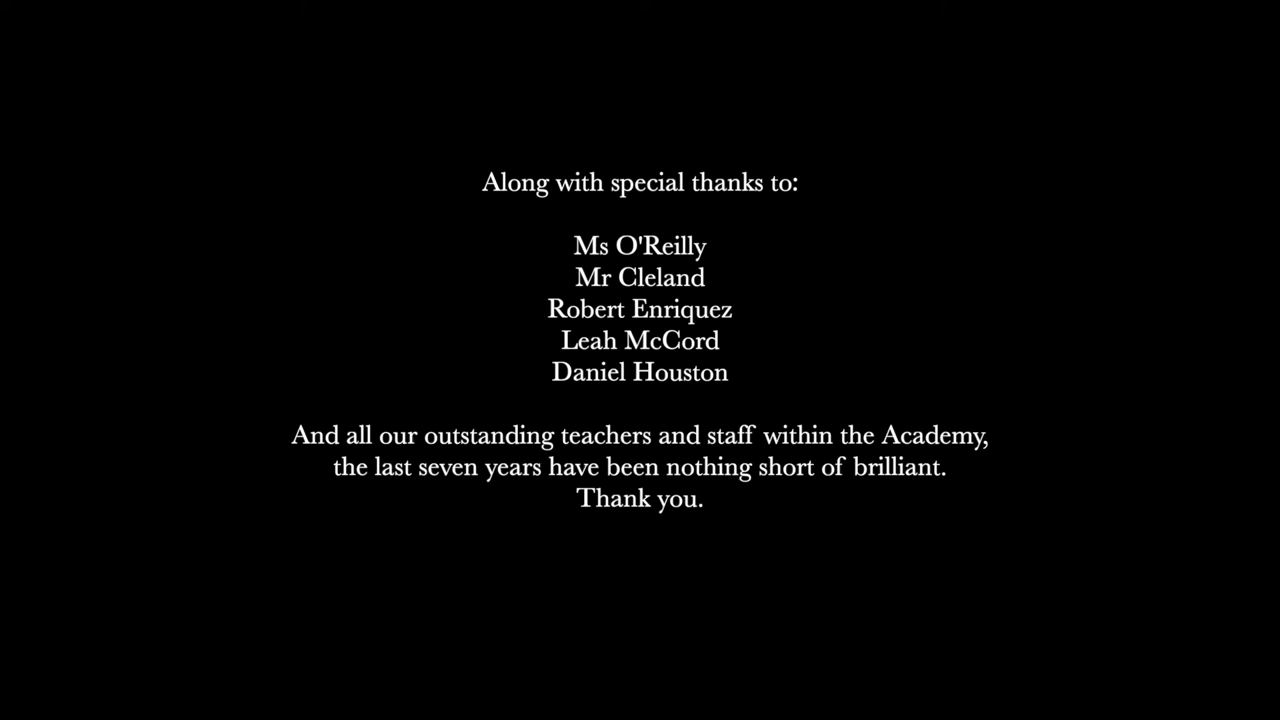 Along with special thanks to:
Ms O'Reilly
Mr Cleland
Robert Enriquez
Leah McCord
Daniel Houston
And all our outstanding teachers and staff within the Academy,
the last seven years have been nothing short of brilliant.
Thank you.